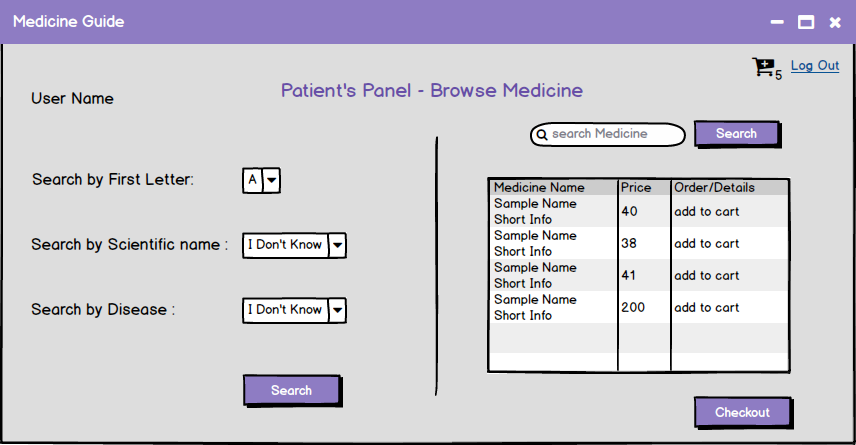 Medicine Guide
5
Log Out
User Name
Patient's Panel - Browse Medicine
search Medicine
Search
Search by First Letter:
A
Search by Scientific name :
I Don't Know
Search by Disease :
I Don't Know
Search
Medicine Name Price Order/Details
Sample Name
Short Info
40 add to cart
Sample Name
Short Info
38 add to cart
Sample Name
Short Info
41 add to cart
Sample Name
Short Info
200 add to cart
Checkout